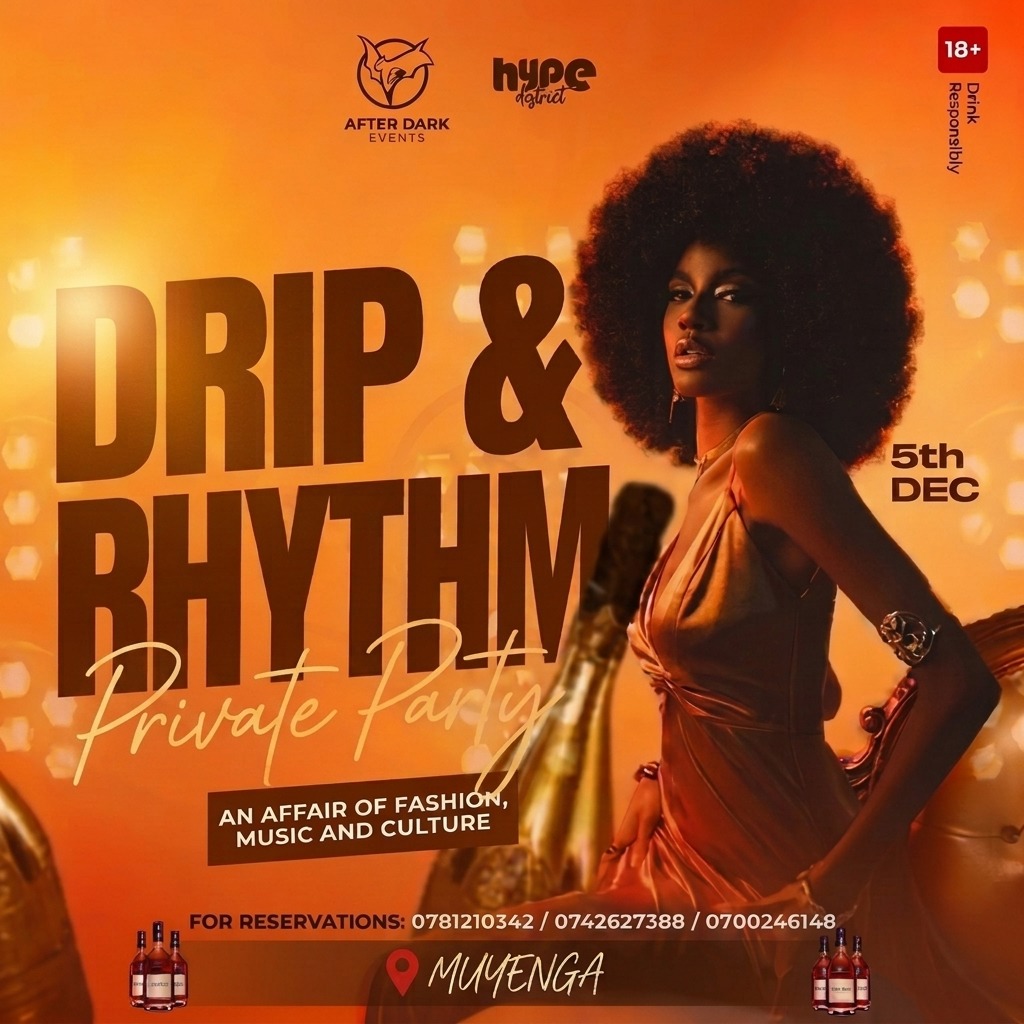 AFTER DARK
EVENTS
hype
dgtrict
18+
Drink
Responsibly
DRIP &
RHYTHM
Private Party
5th
DEC
AN AFFAIR OF FASHION,
MUSIC AND CULTURE
FOR RESERVATIONS: 0781210342 / 0742627388 / 0700246148
MUYENGA